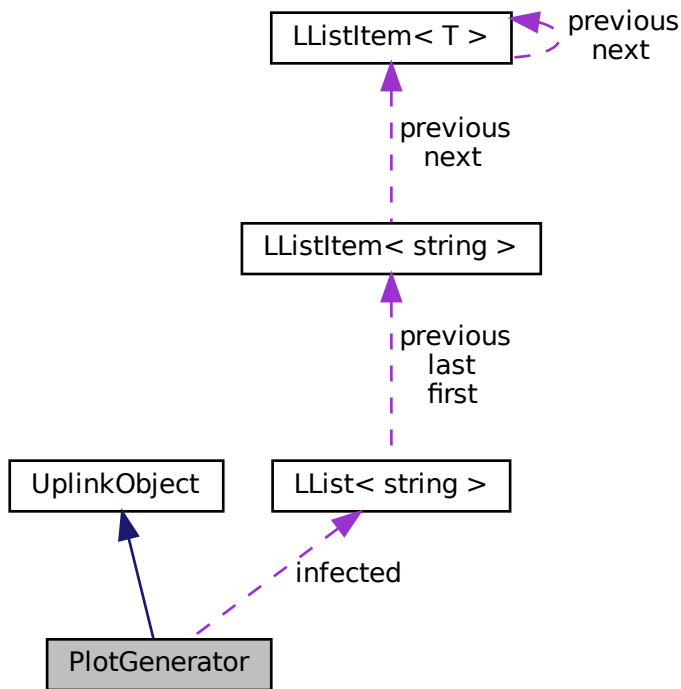 LListItem< T >
previous
next
previous
next
LListItem< string >
previous
last
first
UplinkObject
LList< string >
infected
PlotGenerator